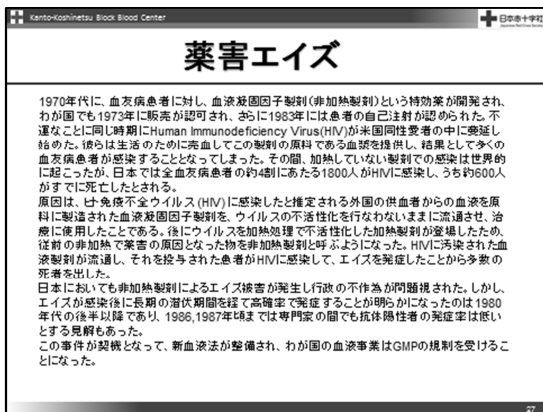 Kanto-Koshinetsu Block Blood Center
日本赤十字社
薬害エイズ
1970年代に、血友病患者に対し、血液凝固因子製剤(非加熱製剤)という特効薬が開発され、
わが国でも1973年に販売が認可され、さらに1983年には患者の自己注射が認められた。不
運なことに同じ時期にHuman Immunodeficiency Virus(HIV)が米国同性愛者の中に蔓延し
始めた。彼らは生活のために売血してこの製剤の原料である血漿を提供し、結果として多くの
血友病患者が感染することとなってしまった。その間、加熱していない製剤での感染は世界的
に起こったが、日本では全血友病患者の約4割にあたる1800人がHIVに感染し、うち約600人
がすでに死亡したとされる。
原因は、ヒト免疫不全ウイルス(HIV)に感染したと推定される外国の供血者からの血液を原
料に製造された血液凝固因子製剤を、ウイルスの不活性化を行なわないままに流通させ、治
療に使用したことである。後にウイルスを加熱処理で不活性化した加熱製剤が登場したため、
従前の非加熱で薬害の原因となった物を非加熱製剤と呼ぶようになった。HIVに汚染された血
液製剤が流通し、それを投与された患者がHIVに感染して、エイズを発症したことから多数の
死者を出した。
日本においても非加熱製剤によるエイズ被害が発生し行政の不作為が問題視された。しかし、
エイズが感染後に長期の潜伏期間を経て高確率で発症することが明らかになったのは1980
年代の後半以降であり、1986,1987年頃までは専門家の間でも抗体陽性者の発症率は低い
とする見解もあった。
この事件が契機となって、新血液法が整備され、わが国の血液事業はGMPの規制を受けるこ
とになった。
27